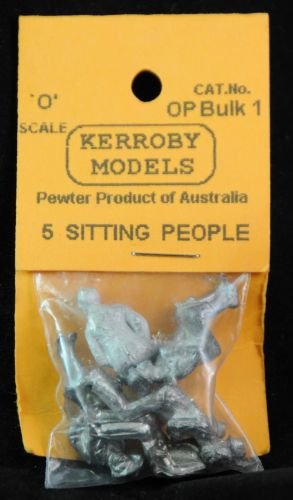 'O'
SCALE
CAT.No.
OP Bulk 1
KERROBY
MODELS
Pewter Product of Australia
5 SITTING PEOPLE